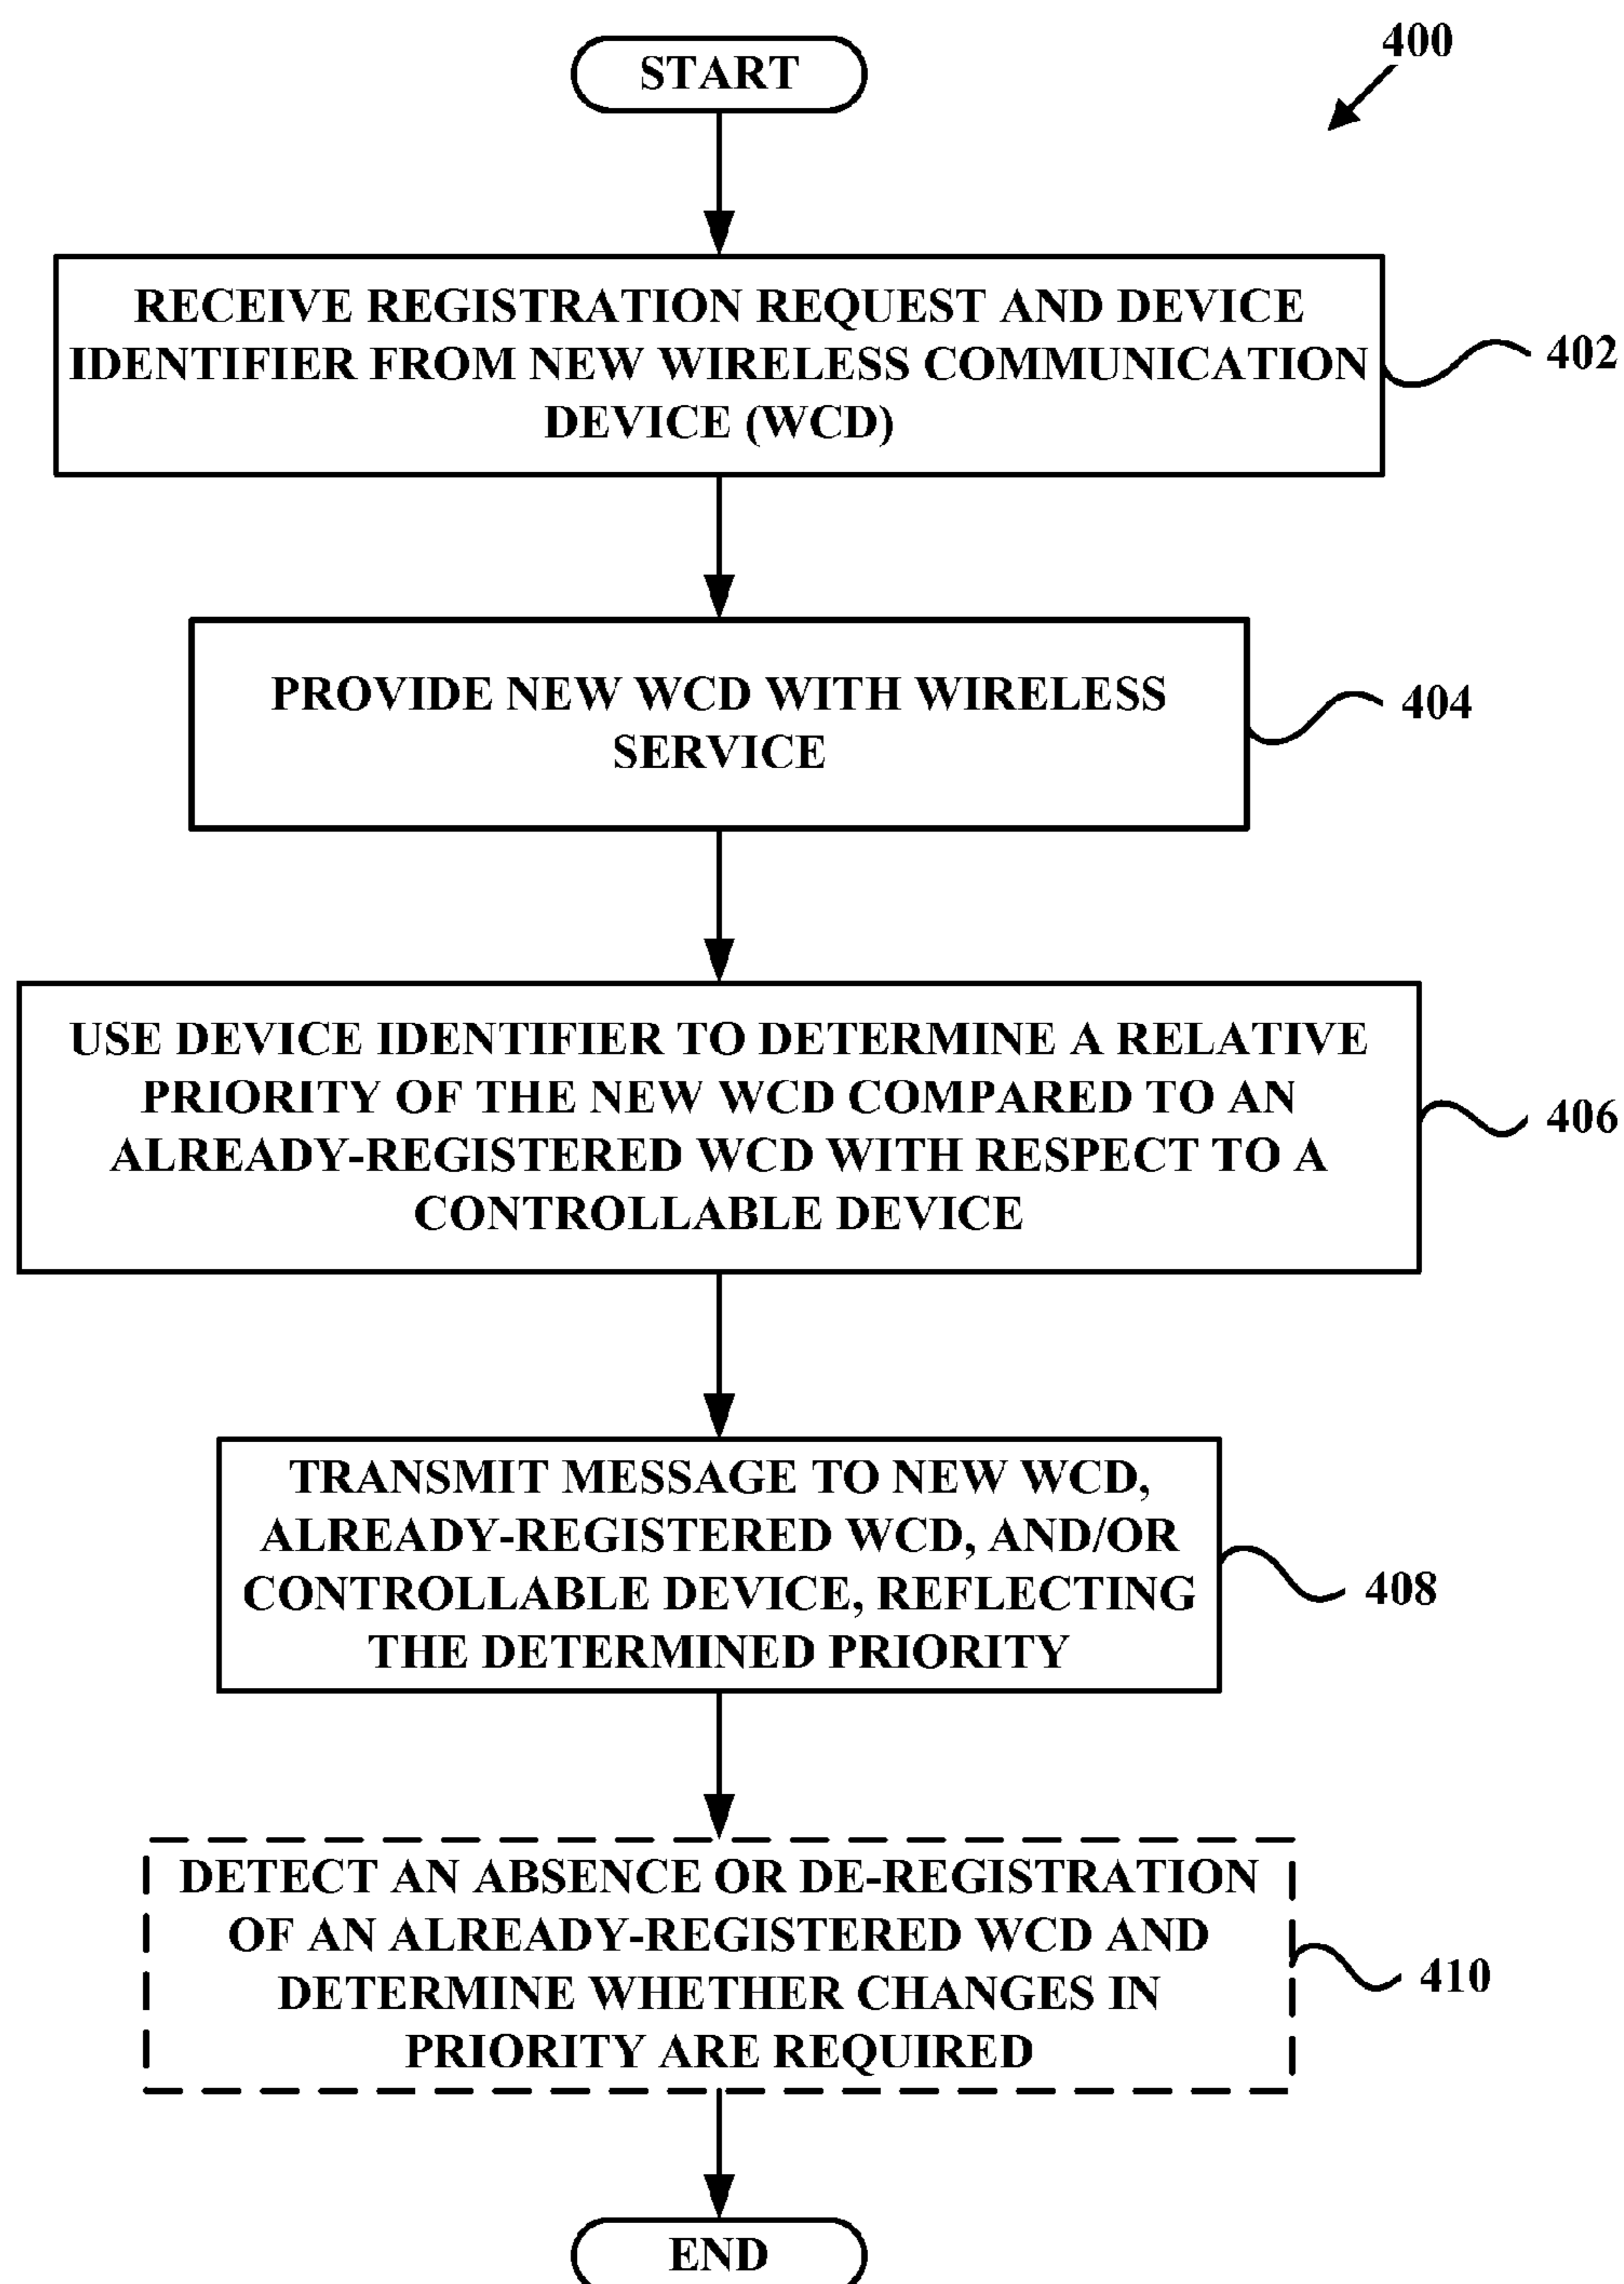 400
START
RECEIVE REGISTRATION REQUEST AND DEVICE
IDENTIFIER FROM NEW WIRELESS COMMUNICATION
DEVICE (WCD)
402
PROVIDE NEW WCD WITH WIRELESS
SERVICE
404
USE DEVICE IDENTIFIER TO DETERMINE A RELATIVE
PRIORITY OF THE NEW WCD COMPARED TO AN
ALREADY-REGISTERED WCD WITH RESPECT TO A
CONTROLLABLE DEVICE
406
TRANSMIT MESSAGE TO NEW WCD,
ALREADY-REGISTERED WCD, AND/OR
CONTROLLABLE DEVICE, REFLECTING
THE DETERMINED PRIORITY
408
DETECT AN ABSENCE OR DE-REGISTRATION
OF AN ALREADY-REGISTERED WCD AND
DETERMINE WHETHER CHANGES IN
PRIORITY ARE REQUIRED
410
END